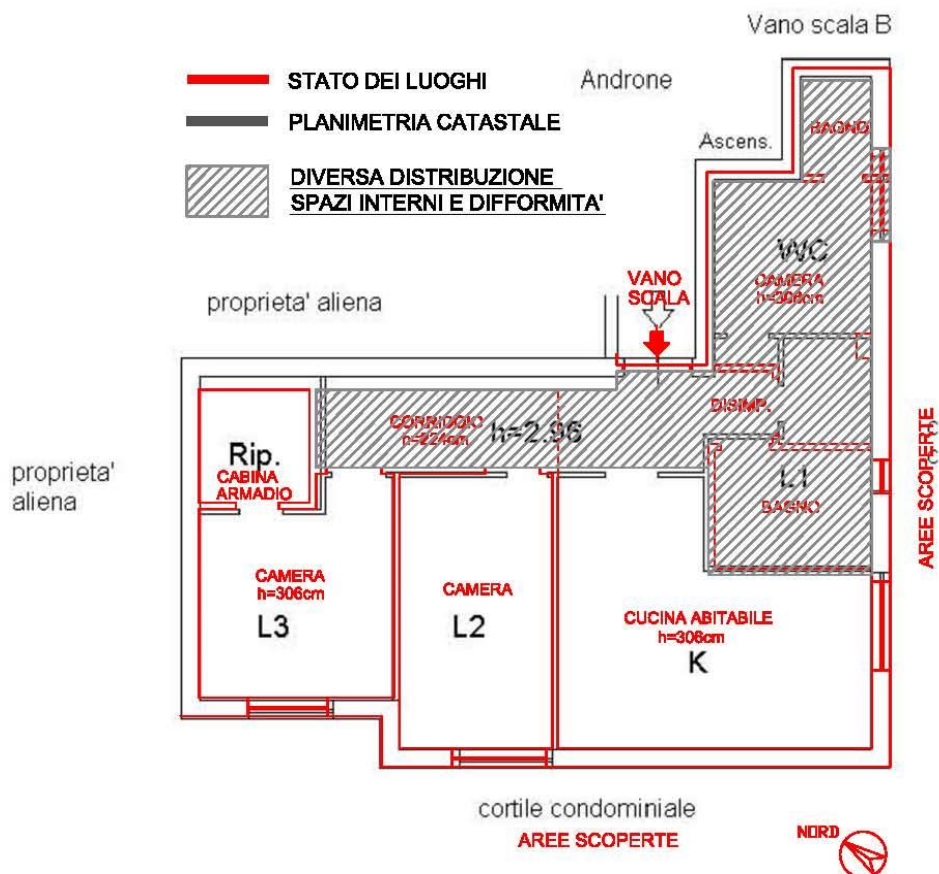 Vano scala B
STATO DEI LUOGHI
Androne
PLANIMETRIA CATASTALE
BAGNO
Ascens.
DIVERSA DISTRIBUZIONE
SPAZI INTERNI E DIFFORMITA'
WC
CAMERA
h=306cm
VANO
SCALA
proprieta' aliena
DISIMP.
CORRIDOIO
h=224cm
h=2.96
Rip.
CABINA
ARMADIO
proprieta'
aliena
L1
BAGNO
AREE SCOPERTE
CAMERA
h=306cm
L3
CAMERA
L2
CUCINA ABITABILE
h=306cm
K
cortile condominiale
AREE SCOPERTE
NORD